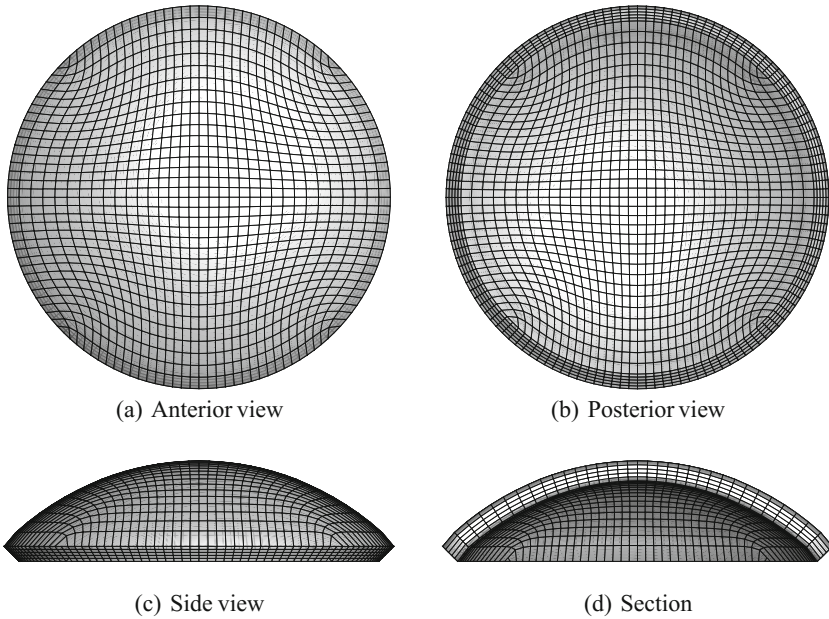 (a) Anterior view
(b) Posterior view
(c) Side view
(d) Section